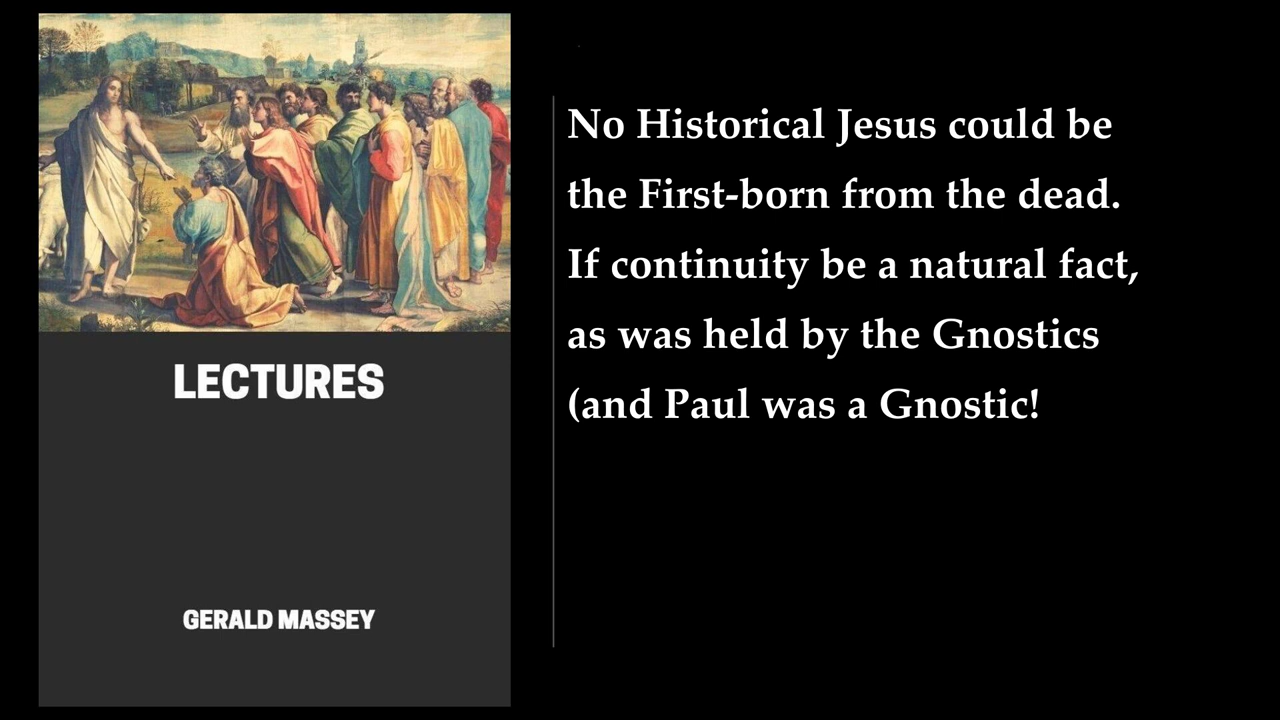 LECTURES
GERALD MASSEY
No Historical Jesus could be
the First-born from the dead.
If continuity be a natural fact,
as was held by the Gnostics
(and Paul was a Gnostic!